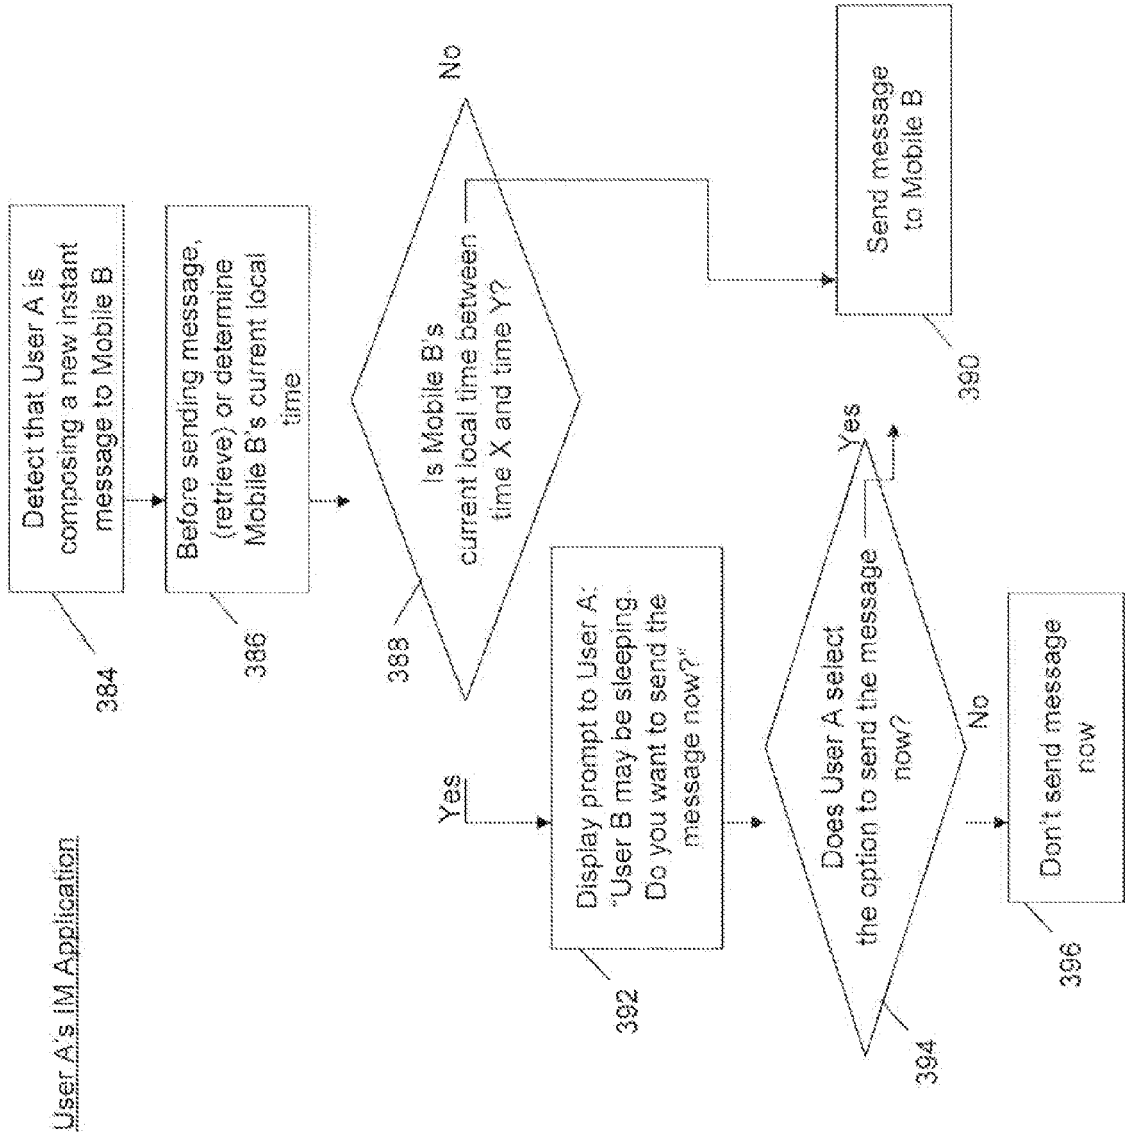 User A's IM Application
Detect that User A is
composing a new instant
message to Mobile B
384
Before sending message,
(retrieve) or determine
Mobile B's current local
time
386
Is Mobile B's
current local time between
time X and time Y?
388
No
Yes
Send message
to Mobile B
390
Display prompt to User A:
"User B may be sleeping.
Do you want to send the
message now?"
392
Does User A select
the option to send the message
now?
394
Yes
No
Don't send message
now
396